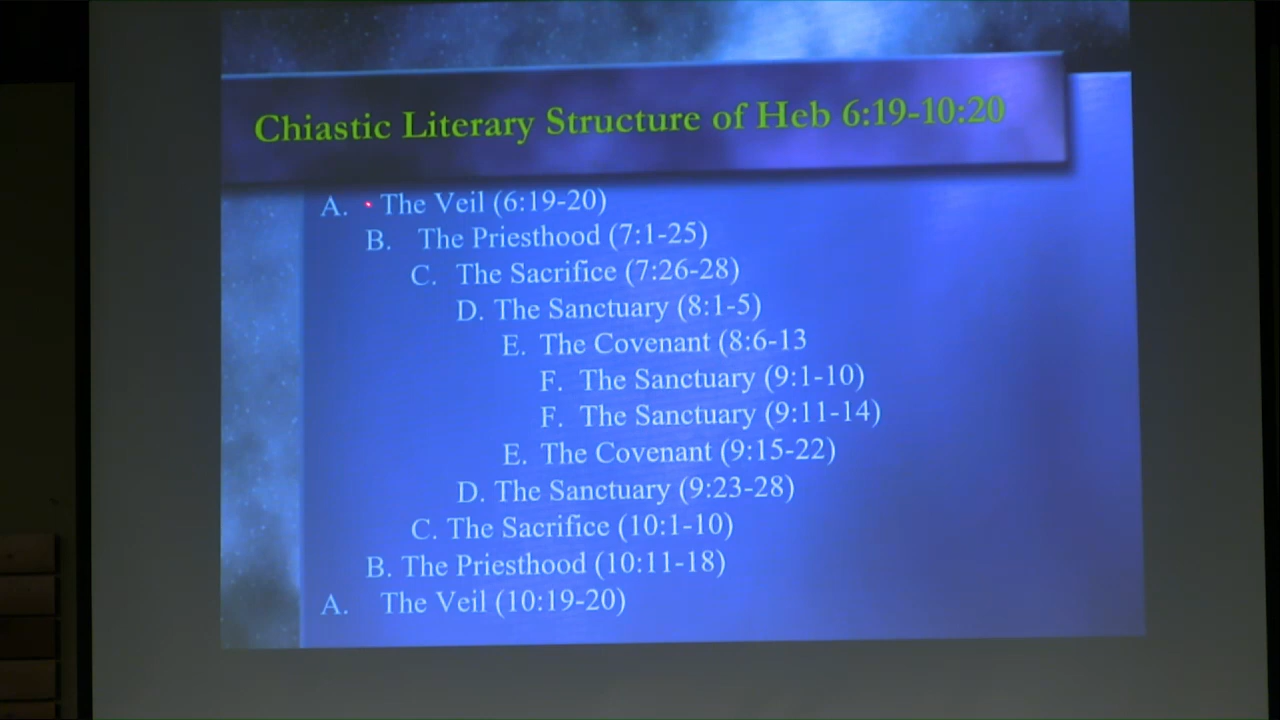 Chiastic Literary Structure of Heb 6:19-10:20
A. The Veil (6:19-20)
B. The Priesthood (7:1-25)
C. The Sacrifice (7:26-28)
D. The Sanctuary (8:1-5)
E. The Covenant (8:6-13
F. The Sanctuary (9:1-10)
F. The Sanctuary (9:11-14)
E. The Covenant (9:15-22)
D. The Sanctuary (9:23-28)
C. The Sacrifice (10:1-10)
B. The Priesthood (10:11-18)
A. The Veil (10:19-20)